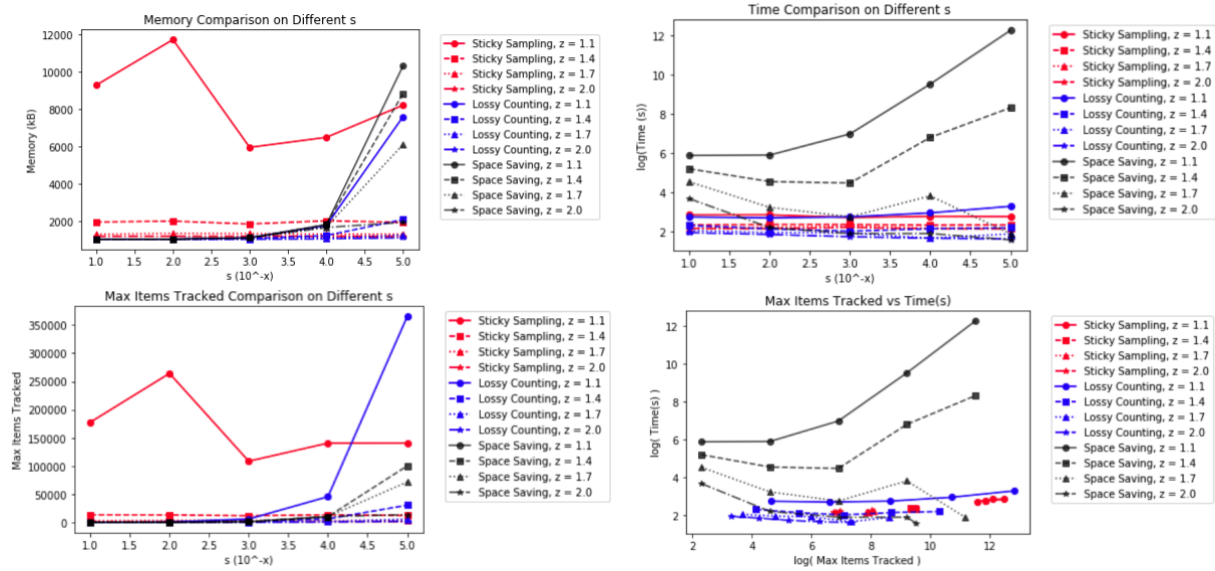 Memory Comparison on Different s
12000
10000
8000
6000
4000
2000
Memory (kB)
1.0 1.5 2.0 2.5 3.0 3.5 4.0 4.5 5.0
s (10^-x)
Sticky Sampling, z = 1.1
Sticky Sampling, z = 1.4
Sticky Sampling, z = 1.7
Sticky Sampling, z = 2.0
Lossy Counting, z = 1.1
Lossy Counting, z = 1.4
Lossy Counting, z = 1.7
Lossy Counting, z = 2.0
Space Saving, z = 1.1
Space Saving, z = 1.4
Space Saving, z = 1.7
Space Saving, z = 2.0
Time Comparison on Different s
12
10
8
6
4
2
log(Time (s))
1.0 1.5 2.0 2.5 3.0 3.5 4.0 4.5 5.0
s (10^-x)
Sticky Sampling, z = 1.1
Sticky Sampling, z = 1.4
Sticky Sampling, z = 1.7
Sticky Sampling, z = 2.0
Lossy Counting, z = 1.1
Lossy Counting, z = 1.4
Lossy Counting, z = 1.7
Lossy Counting, z = 2.0
Space Saving, z = 1.1
Space Saving, z = 1.4
Space Saving, z = 1.7
Space Saving, z = 2.0
Max Items Tracked Comparison on Different s
350000
300000
250000
200000
150000
100000
50000
0
Max Items Tracked
1.0 1.5 2.0 2.5 3.0 3.5 4.0 4.5 5.0
s (10^-x)
Sticky Sampling, z = 1.1
Sticky Sampling, z = 1.4
Sticky Sampling, z = 1.7
Sticky Sampling, z = 2.0
Lossy Counting, z = 1.1
Lossy Counting, z = 1.4
Lossy Counting, z = 1.7
Lossy Counting, z = 2.0
Space Saving, z = 1.1
Space Saving, z = 1.4
Space Saving, z = 1.7
Space Saving, z = 2.0
Max Items Tracked vs Time(s)
12
10
8
6
4
2
log( Time(s) )
2 4 6 8 10 12
log( Max Items Tracked )
Sticky Sampling, z = 1.1
Sticky Sampling, z = 1.4
Sticky Sampling, z = 1.7
Sticky Sampling, z = 2.0
Lossy Counting, z = 1.1
Lossy Counting, z = 1.4
Lossy Counting, z = 1.7
Lossy Counting, z = 2.0
Space Saving, z = 1.1
Space Saving, z = 1.4
Space Saving, z = 1.7
Space Saving, z = 2.0